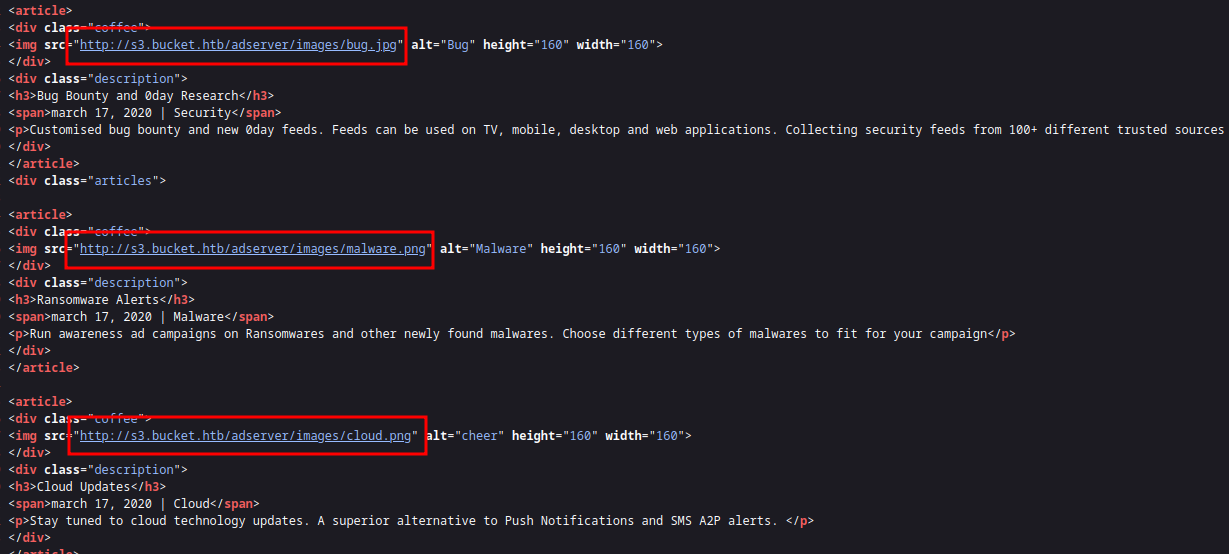 <article>
<div class="coffee">
<img src="http://s3.bucket.htb/adserver/images/bug.jpg" alt="Bug" height="160" width="160">
</div>
<div class="description">
<h3>Bug Bounty and 0day Research</h3>
<span>march 17, 2020 | Security</span>
<p>Customised bug bounty and new 0day feeds. Feeds can be used on TV, mobile, desktop and web applications. Collecting security feeds from 100+ different trusted sources
</div>
</article>
<div class="articles">
<article>
<div class="coffee">
<img src="http://s3.bucket.htb/adserver/images/malware.png" alt="Malware" height="160" width="160">
</div>
<div class="description">
<h3>Ransomware Alerts</h3>
<span>march 17, 2020 | Malware</span>
<p>Run awareness ad campaigns on Ransomwares and other newly found malwares. Choose different types of malwares to fit for your campaign</p>
</div>
</article>
<article>
<div class="coffee">
<img src="http://s3.bucket.htb/adserver/images/cloud.png" alt="cheer" height="160" width="160">
</div>
<div class="description">
<h3>Cloud Updates</h3>
<span>march 17, 2020 | Cloud</span>
<p>Stay tuned to cloud technology updates. A superior alternative to Push Notifications and SMS A2P alerts. </p>
</div>
</article>